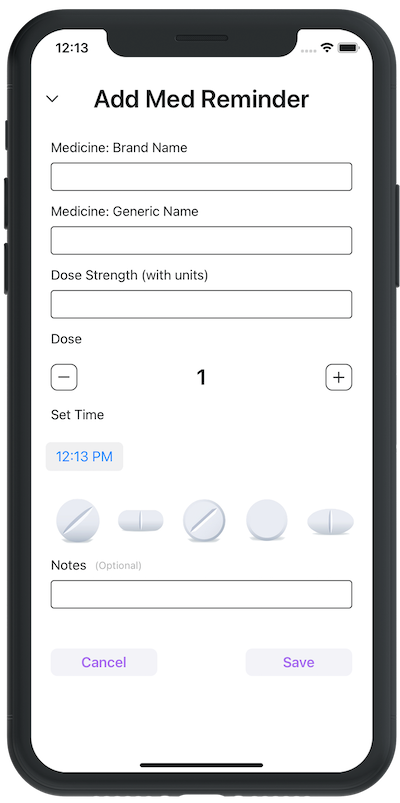 12:13
Add Med Reminder
Medicine: Brand Name
Medicine: Generic Name
Dose Strength (with units)
Dose
1
Set Time
12:13 PM
Notes (Optional)
Cancel Save